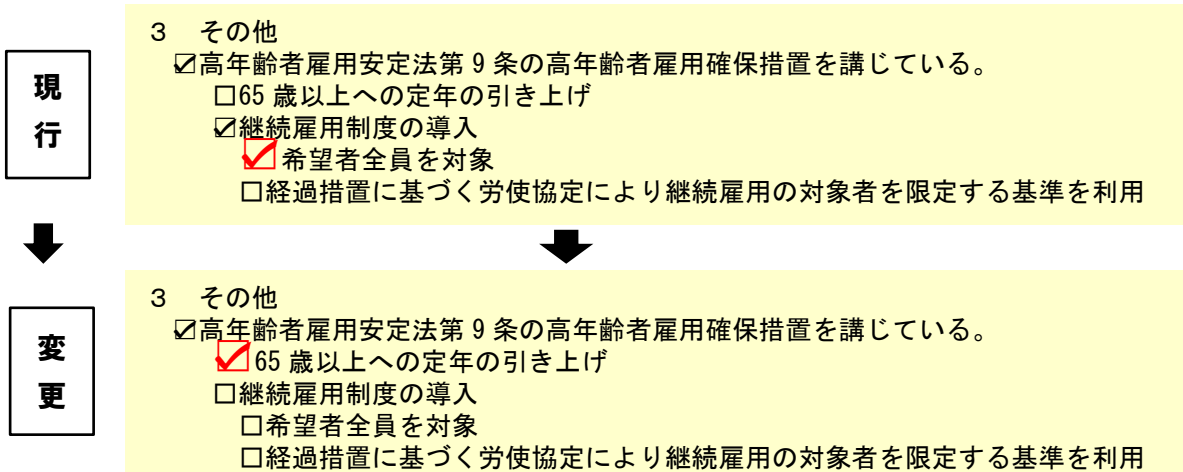 現行
３　その他
☑高年齢者雇用安定法第９条の高年齢者雇用確保措置を講じている。
□65 歳以上への定年の引き上げ
☑継続雇用制度の導入
☑希望者全員を対象
□経過措置に基づく労使協定により継続雇用の対象者を限定する基準を利用
変更
３　その他
☑高年齢者雇用安定法第９条の高年齢者雇用確保措置を講じている。
☑65 歳以上への定年の引き上げ
□継続雇用制度の導入
□希望者全員を対象
□経過措置に基づく労使協定により継続雇用の対象者を限定する基準を利用